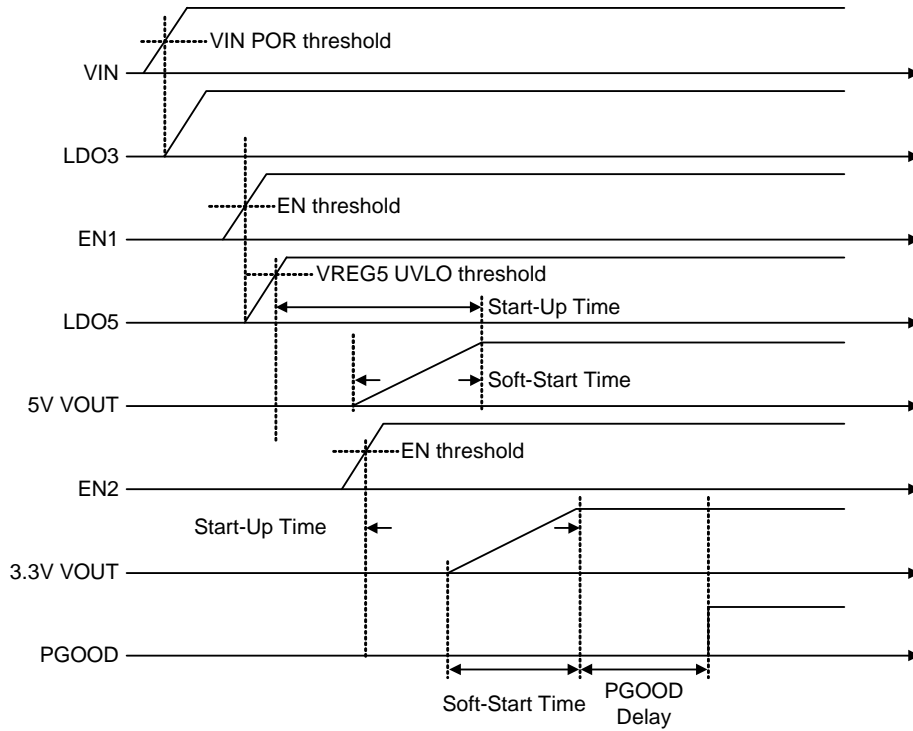 VIN POR threshold
VIN
LDO3
EN threshold
EN1
VREG5 UVLO threshold
Start-Up Time
LDO5
Soft-Start Time
5V VOUT
EN threshold
EN2
Start-Up Time
3.3V VOUT
PGOOD
Soft-Start Time
PGOOD
Delay